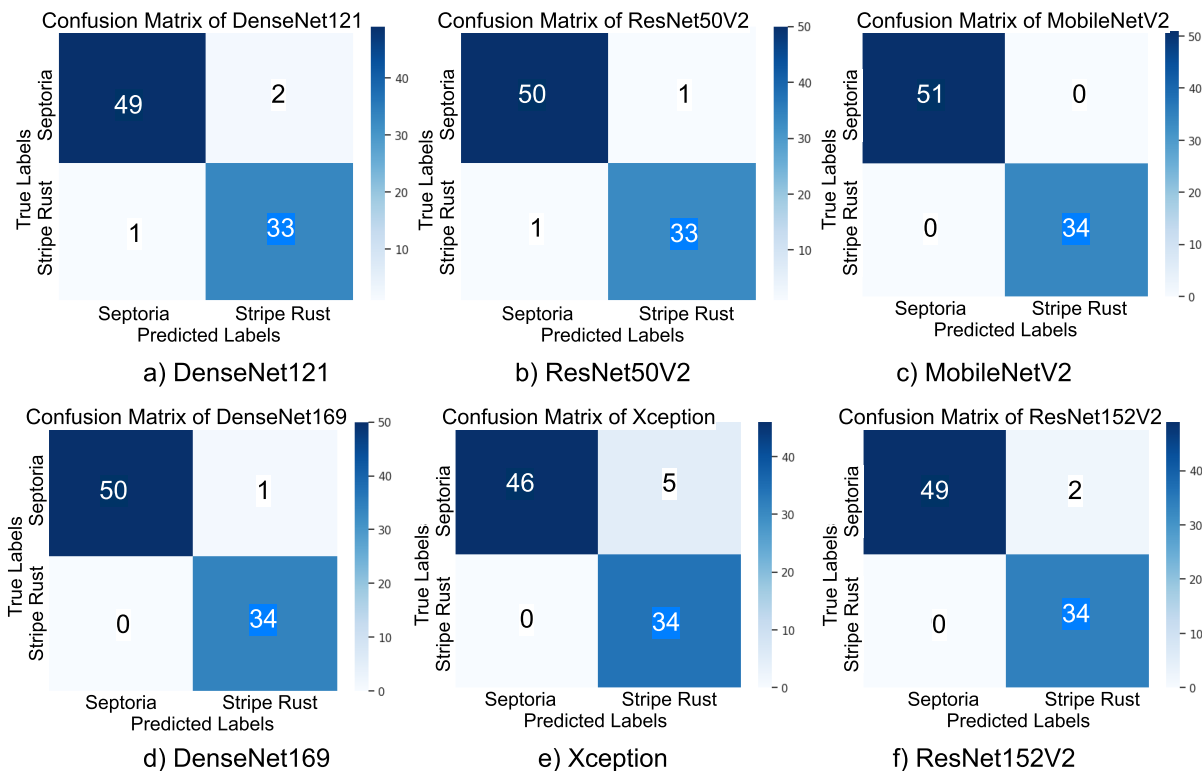 Confusion Matrix of DenseNet121
True Labels
Septoria
Stripe Rust
49
2
1
33
40
30
20
10
Septoria
Stripe Rust
Predicted Labels
a) DenseNet121
Confusion Matrix of ResNet50V2
True Labels
Septoria
Stripe Rust
50
1
1
33
50
40
30
20
10
Septoria
Stripe Rust
Predicted Labels
b) ResNet50V2
Confusion Matrix of MobileNetV2
True Labels
Septoria
Stripe Rust
51
0
0
34
50
40
30
20
10
0
Septoria
Stripe Rust
Predicted Labels
c) MobileNetV2
Confusion Matrix of DenseNet169
True Labels
Septoria
Stripe Rust
50
1
0
34
50
40
30
20
10
0
Septoria
Stripe Rust
Predicted Labels
d) DenseNet169
Confusion Matrix of Xception
True Labels
Septoria
Stripe Rust
46
5
0
34
40
30
20
10
0
Septoria
Stripe Rust
Predicted Labels
e) Xception
Confusion Matrix of ResNet152V2
True Labels
Septoria
Stripe Rust
49
2
0
34
40
30
20
10
0
Septoria
Stripe Rust
Predicted Labels
f) ResNet152V2